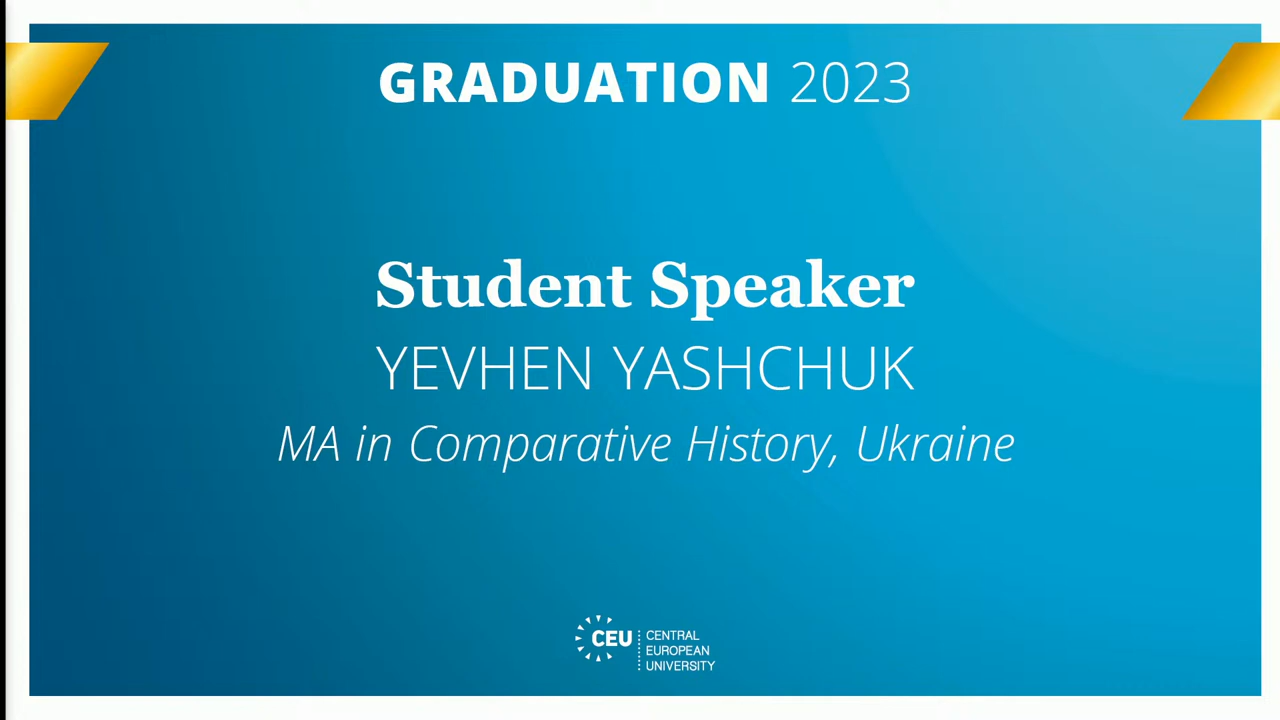 GRADUATION 2023
Student Speaker
YEVHEN YASHCHUK
MA in Comparative History, Ukraine
CEU
CENTRAL
EUROPEAN
UNIVERSITY